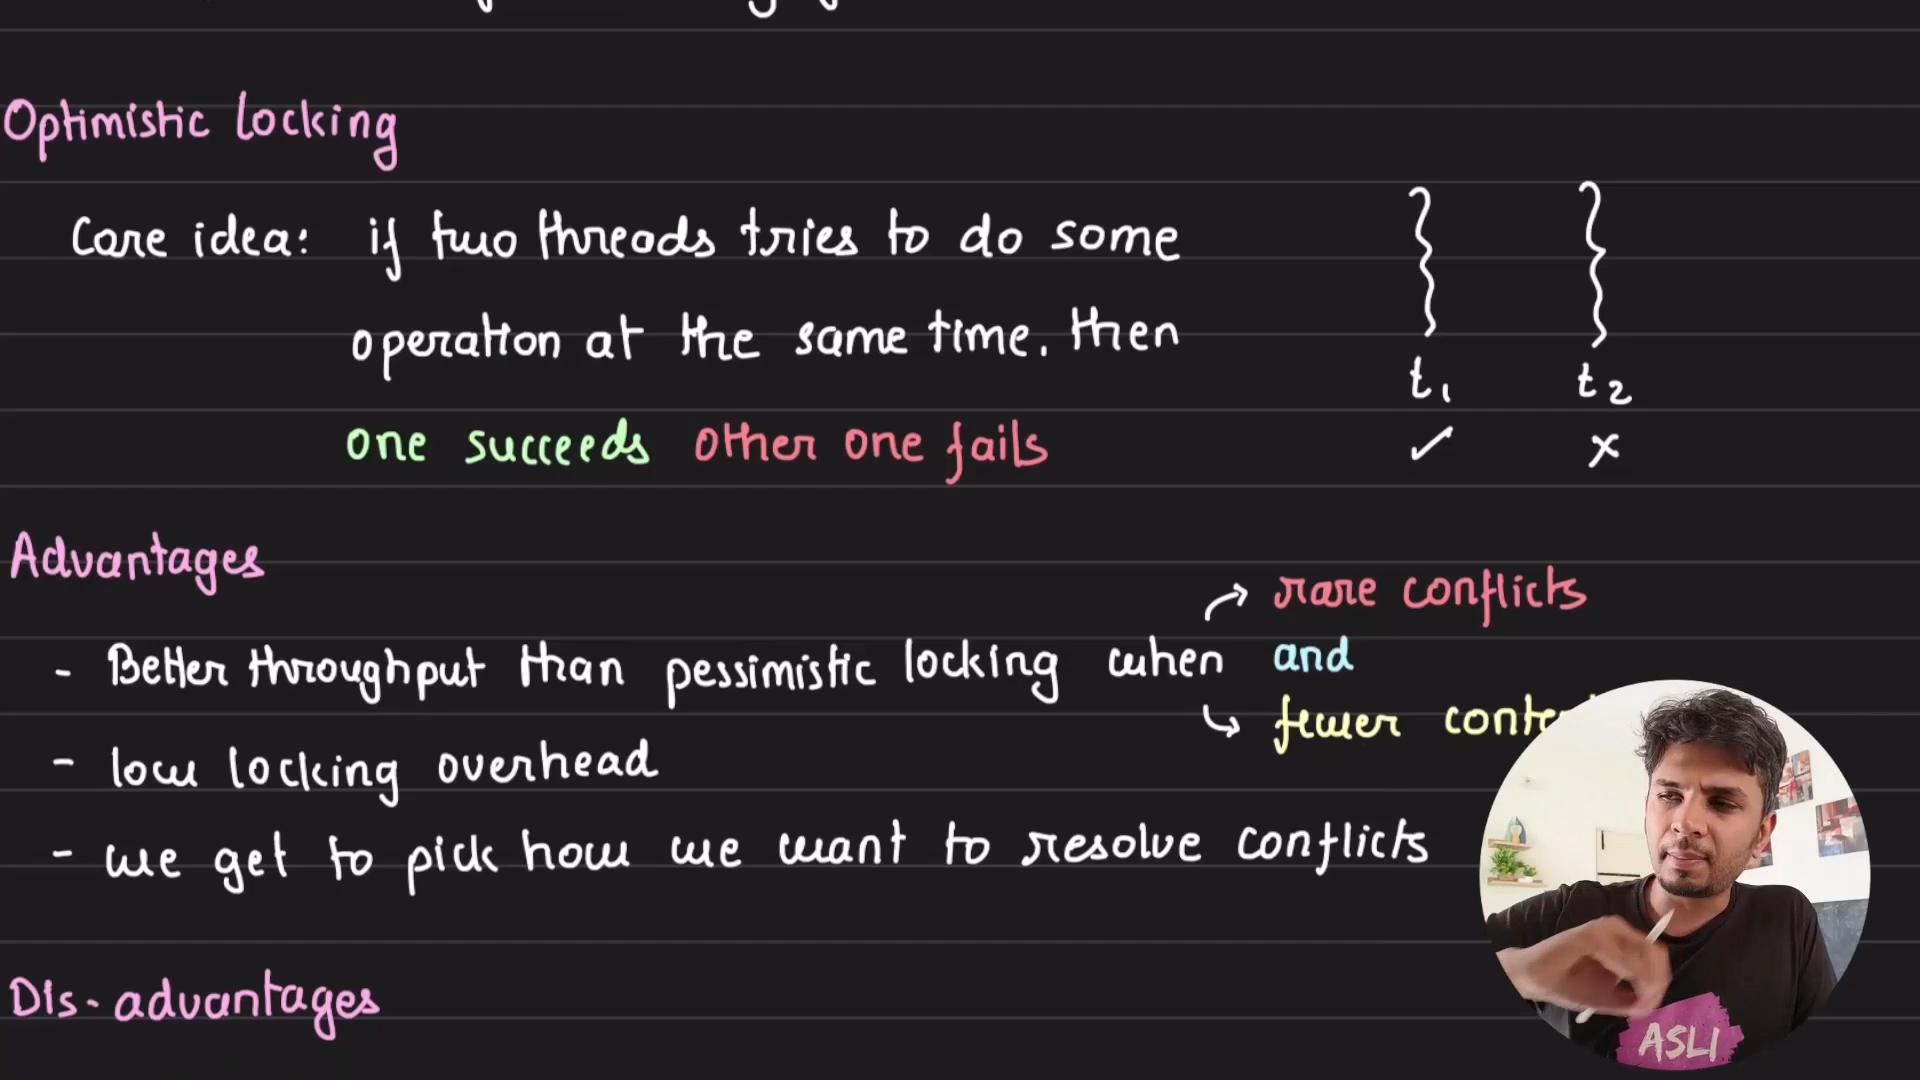 Optimistic locking
Core idea: if two threads tries to do some
operation at the same time. then
one succeeds other one fails
t1 t2
✓ x
Advantages
rare conflicts
- Better throughput than pessimistic locking when and
fewer
- low locking overhead
- we get to pick how we want to resolve conflicts
Dis-advantages
ASLI